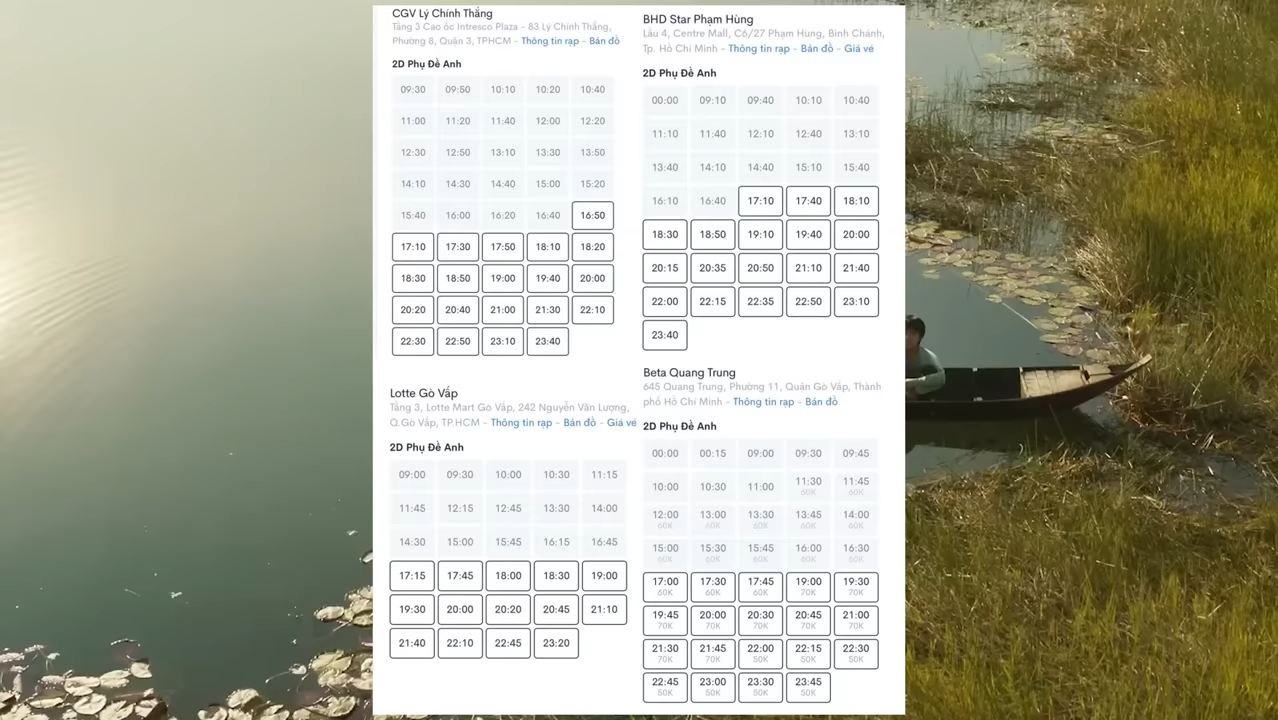 CGV Lý Chính Thắng
Tầng 3 Cao ốc Intresco Plaza - 83 Lý Chính Thắng,
Phường 8, Quận 3, TPHCM - Thông tin rạp - Bản đồ
2D Phụ Đề Anh
09:30 09:50 10:10 10:20 10:40
11:00 11:20 11:40 12:00 12:20
12:30 12:50 13:10 13:30 13:50
14:10 14:30 14:40 15:00 15:20
15:40 16:00 16:20 16:40 16:50
17:10 17:30 17:50 18:10 18:20
18:30 18:50 19:00 19:40 20:00
20:20 20:40 21:00 21:30 22:10
22:30 22:50 23:10 23:40
Lotte Gò Vấp
Tầng 3, Lotte Mart Gò Vấp, 242 Nguyễn Văn Lượng,
Q.Gò Vấp, TP.HCM - Thông tin rạp - Bản đồ - Giá vé
2D Phụ Đề Anh
09:00 09:30 10:00 10:30 11:15
11:45 12:15 12:45 13:30 14:00
14:30 15:00 15:45 16:15 16:45
17:15 17:45 18:00 18:30 19:00
19:30 20:00 20:20 20:45 21:10
21:40 22:10 22:45 23:20
BHD Star Phạm Hùng
Lầu 4, Centre Mall, C6/27 Phạm Hùng, Bình Chánh,
Tp. Hồ Chí Minh - Thông tin rạp - Bản đồ - Giá vé
2D Phụ Đề Anh
00:00 09:10 09:40 10:10 10:40
11:10 11:40 12:10 12:40 13:10
13:40 14:10 14:40 15:10 15:40
16:10 16:40 17:10 17:40 18:10
18:30 18:50 19:10 19:40 20:00
20:15 20:35 20:50 21:10 21:40
22:00 22:15 22:35 22:50 23:10
23:40
Beta Quang Trung
645 Quang Trung, Phường 11, Quận Gò Vấp, Thành
phố Hồ Chí Minh - Thông tin rạp - Bản đồ
2D Phụ Đề Anh
00:00 00:15 09:00 09:30 09:45
10:00 10:30 11:00 11:30 11:45
60K 60K
12:00 13:00 13:30 13:45 14:00
60K 60K 60K 60K 60K
15:00 15:30 15:45 16:00 16:30
60K 60K 60K 60K 60K
17:00 17:30 17:45 19:00 19:30
60K 60K 60K 70K 70K
19:45 20:00 20:30 20:45 21:00
70K 70K 70K 70K 70K
21:30 21:45 22:00 22:15 22:30
70K 70K 50K 50K 50K
22:45 23:00 23:30 23:45
50K 50K 50K 50K